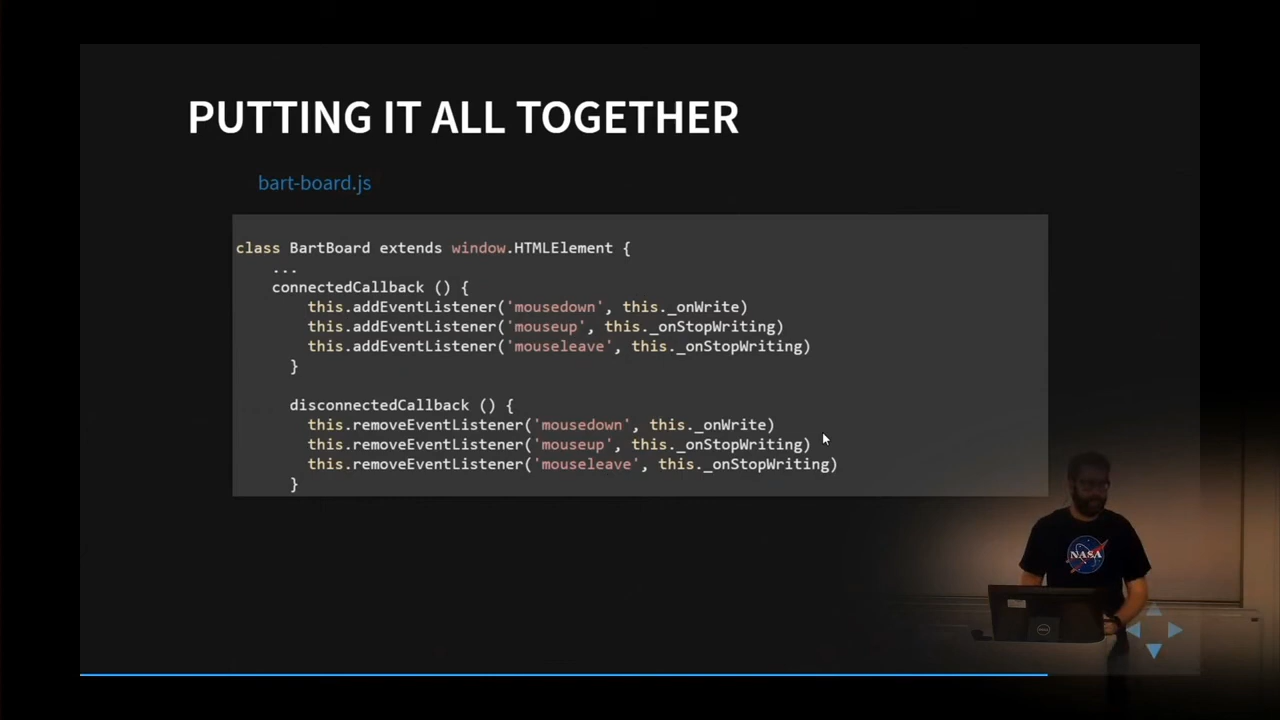 PUTTING IT ALL TOGETHER
bart-board.js
class BartBoard extends window.HTMLElement {
...
connectedCallback () {
this.addEventListener('mousedown', this._onWrite)
this.addEventListener('mouseup', this._onStopWriting)
this.addEventListener('mouseleave', this._onStopWriting)
}
disconnectedCallback () {
this.removeEventListener('mousedown', this._onWrite)
this.removeEventListener('mouseup', this._onStopWriting)
this.removeEventListener('mouseleave', this._onStopWriting)
}
NASA
DELL